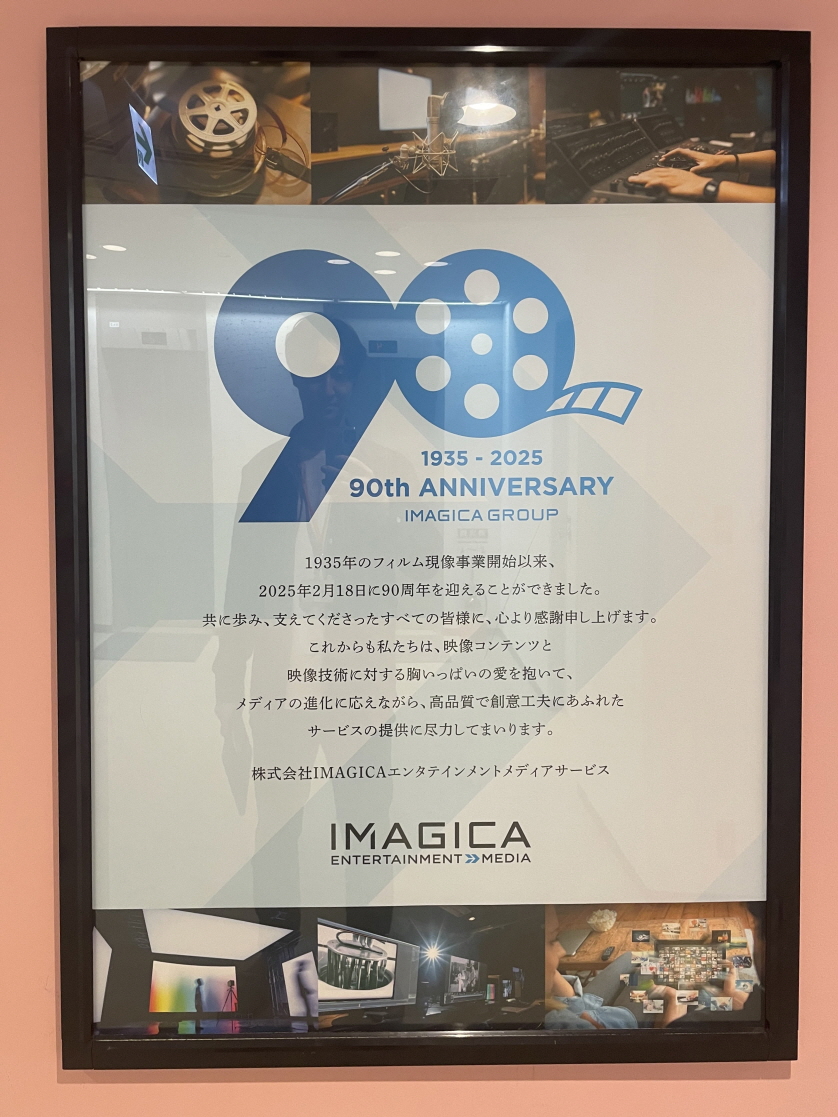 1935 - 2025
90th ANNIVERSARY
IMAGICA GROUP
1935年のフィルム現像事業開始以来、
2025年2月18日に90周年を迎えることができました。
共に歩み、支えてくださったすべての皆様に、心より感謝申し上げます。
これからも私たちは、映像コンテンツと
映像技術に対する胸いっぱいの愛を抱いて、
メディアの進化に応えながら、高品質で創意工夫にあふれた
サービスの提供に尽力してまいります。
株式会社IMAGICAエンタテインメントメディアサービス
IMAGICA
ENTERTAINMENT MEDIA